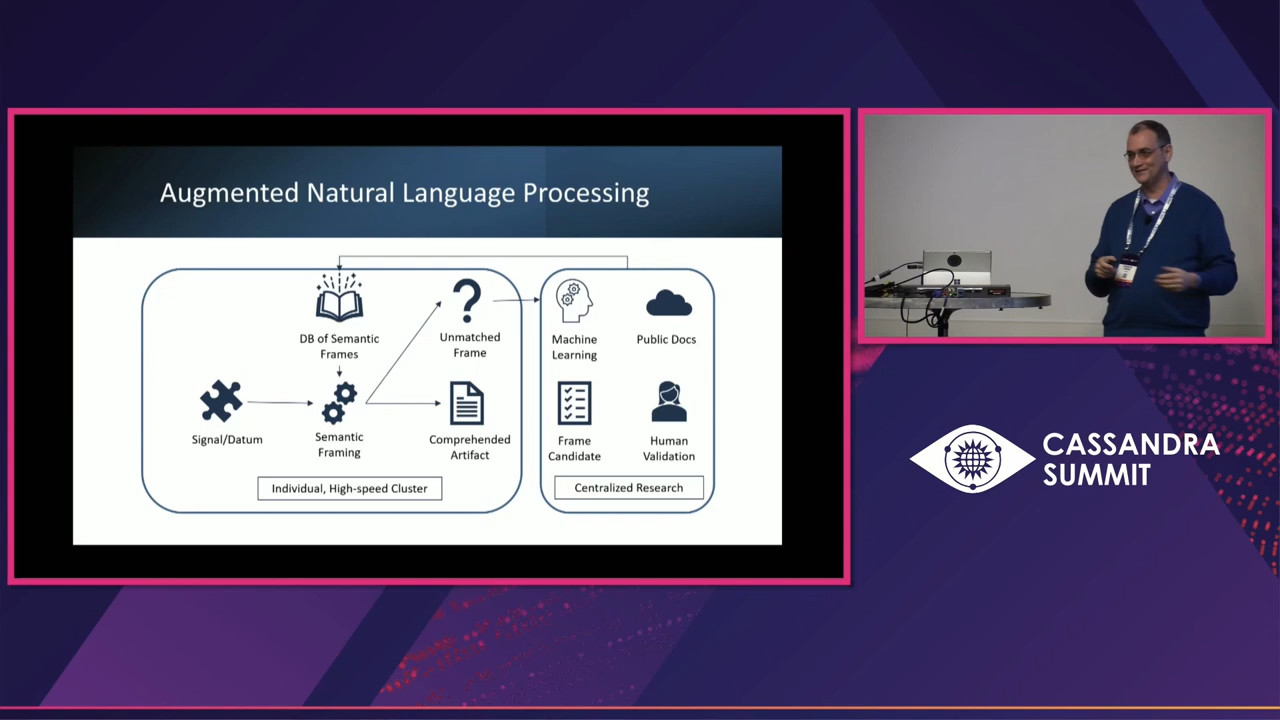 Augmented Natural Language Processing
DB of Semantic
Frames
Unmatched
Frame
Machine
Learning
Public Docs
Signal/Datum
Semantic
Framing
Comprehended
Artifact
Frame
Candidate
Human
Validation
Individual, High-speed Cluster
Centralized Research
CASSANDRA
SUMMIT